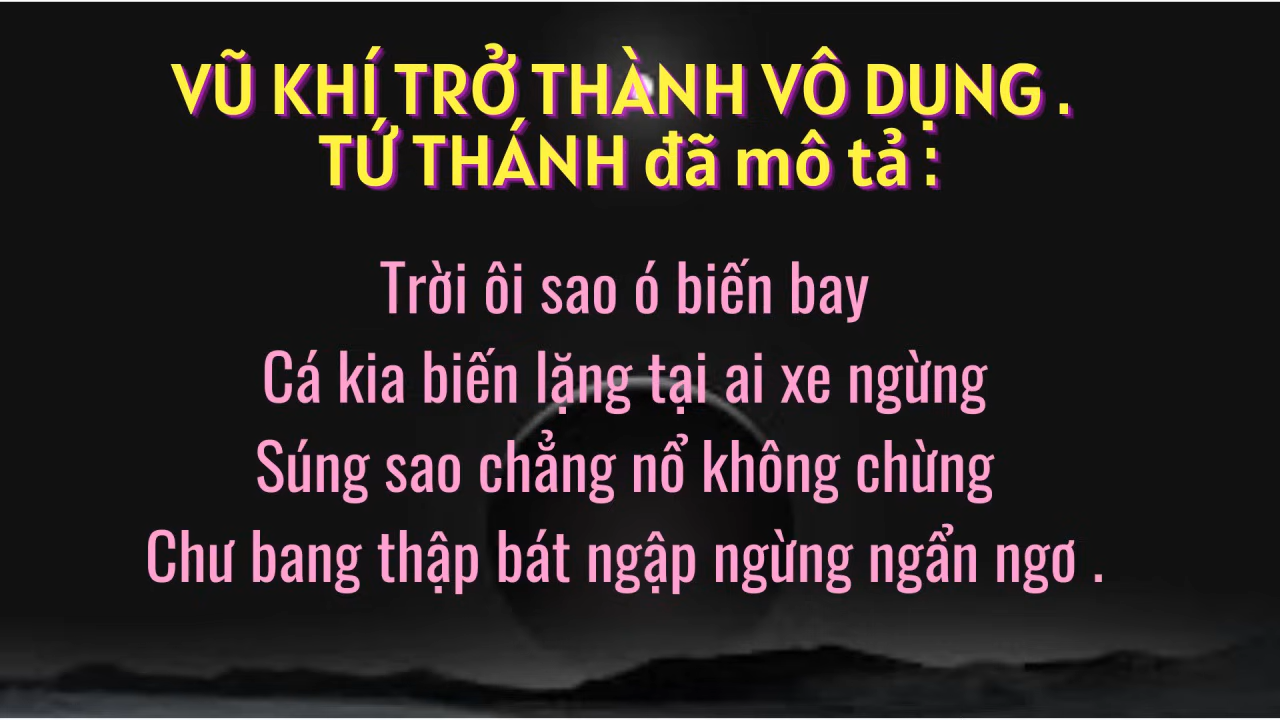 VŨ KHÍ TRỞ THÀNH VÔ DỤNG .
TỨ THÁNH đã mô tả :
Trời ôi sao ó biến bay
Cá kia biến lặng tại ai xe ngừng
Súng sao chẳng nổ không chừng
Chư bang thập bát ngập ngừng ngẩn ngơ .